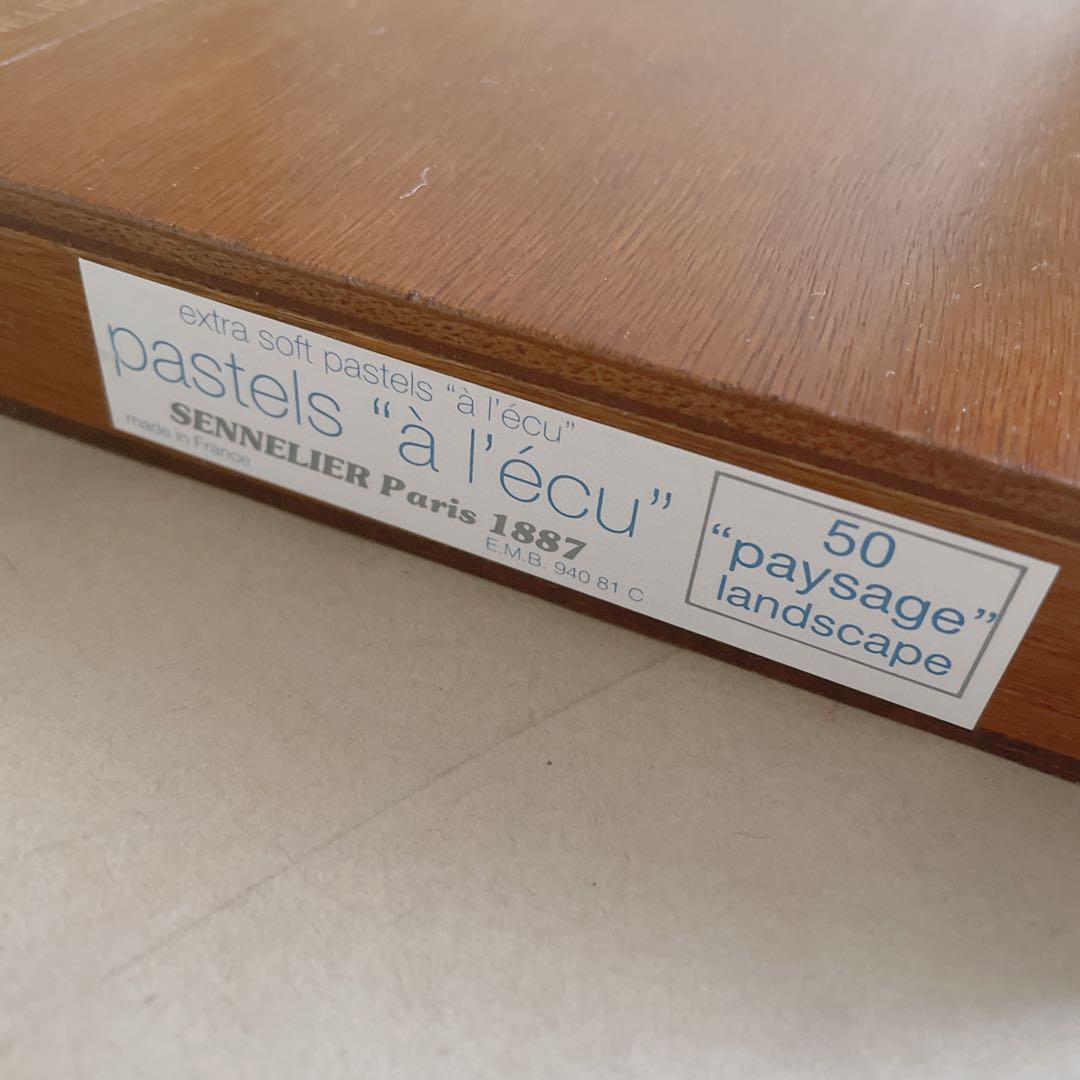 extra soft pastels “à l’écu”
pastels “à l’écu”
SENNELIER Paris 1887
made in France
E.M.B. 940 81 C
50
“paysage”
landscape